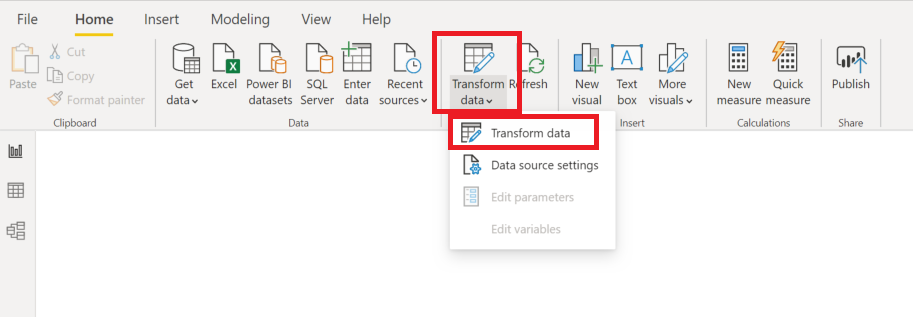 File Home Insert Modeling View Help
Paste
Cut
Copy
Format painter
Clipboard
Get
data
Excel
Power BI
datasets
SQL
Server
Enter
data
Recent
sources
Data
Transform
data
Refresh
New
visual
Text
box
More
visuals
Insert
New
measure
Quick
measure
Calculations
Publish
Share
Transform data
Data source settings
Edit parameters
Edit variables